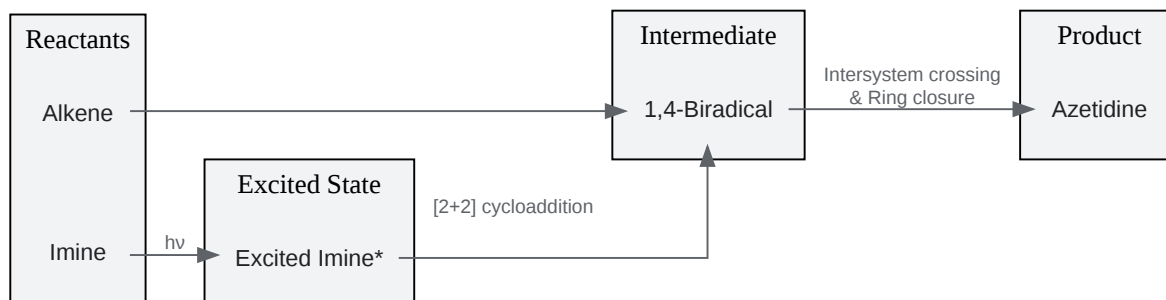 Reactants
Alkene
Imine
hν
Excited State
Excited Imine*
[2+2] cycloaddition
Intermediate
1,4-Biradical
Intersystem crossing
& Ring closure
Product
Azetidine